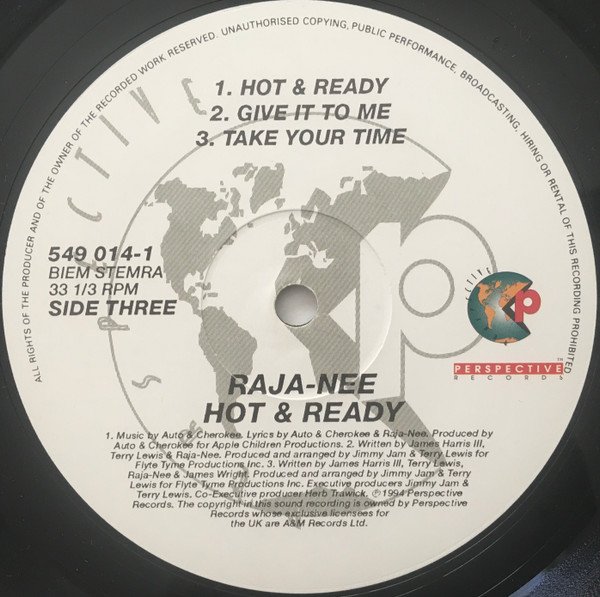 ALL RIGHTS OF THE PRODUCER AND OF THE OWNER OF THE RECORDED WORK RESERVED. UNAUTHORISED COPYING, PUBLIC PERFORMANCE, BROADCASTING, HIRING OR RENTAL OF THIS RECORDING PROHIBITED
1. HOT & READY
2. GIVE IT TO ME
3. TAKE YOUR TIME
549 014-1
BIEM STEMRA
33 1/3 RPM
SIDE THREE
PERSPECTIVE
p
p
PERSPECTIVE™
RECORDS
RAJA-NEE
HOT & READY
1. Music by Auto & Cherokee. Lyrics by Auto & Cherokee & Raja-Nee. Produced by
Auto & Cherokee for Apple Children Productions. 2. Written by James Harris III,
Terry Lewis & Raja-Nee. Produced and arranged by Jimmy Jam & Terry Lewis for
Flyte Tyme Productions Inc. 3. Written by James Harris III, Terry Lewis,
Raja-Nee & James Wright. Produced and arranged by Jimmy Jam & Terry
Lewis for Flyte Tyme Productions Inc. Executive producers Jimmy Jam &
Terry Lewis. Co-Executive producer Herb Trawick. ℗1994 Perspective
Records. The copyright in this sound recording is owned by Perspective
Records whose exclusive licensees for
the UK are A&M Records Ltd.